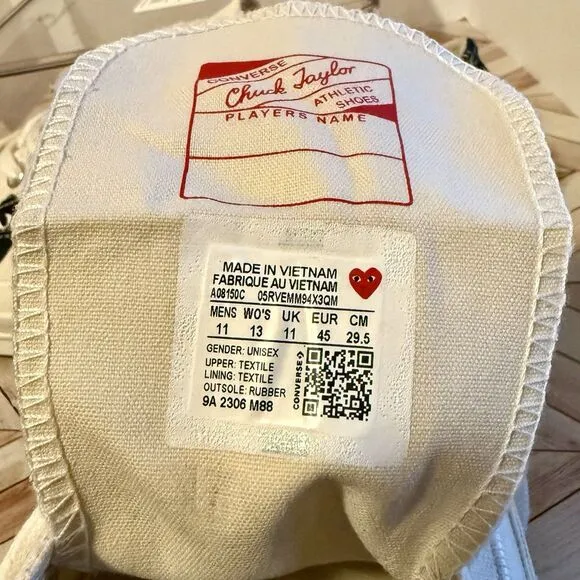 CONVERSE
Chuck Taylor
ATHLETIC
SHOES
PLAYERS NAME
MADE IN VIETNAM
FABRIQUE AU VIETNAM
A08150C 05RVEMM94X3QM
MENS WO'S UK EUR CM
11 13 11 45 29.5
GENDER: UNISEX
UPPER: TEXTILE
LINING: TEXTILE
OUTSOLE: RUBBER
9A 2306 M88
CONVERSE